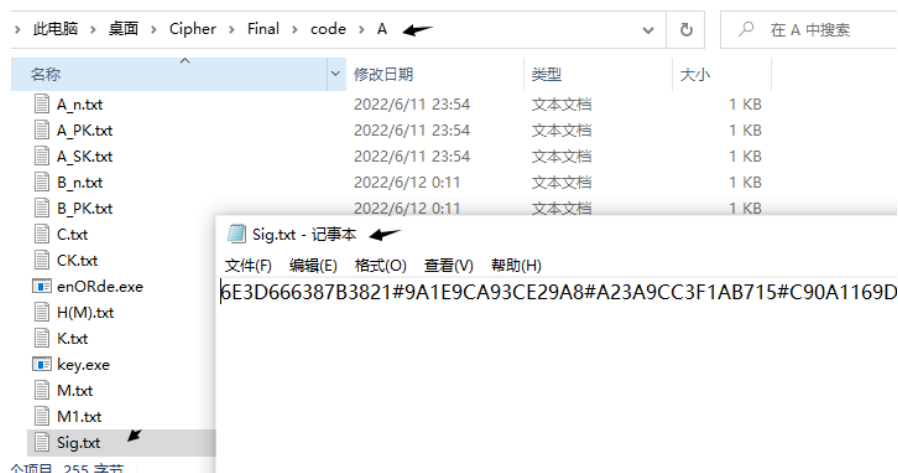 此电脑 > 桌面 > Cipher > Final > code > A
在 A 中搜索
名称 修改日期 类型 大小
A_n.txt 2022/6/11 23:54 文本文档 1 KB
A_PK.txt 2022/6/11 23:54 文本文档 1 KB
A_SK.txt 2022/6/11 23:54 文本文档 1 KB
B_n.txt 2022/6/12 0:11 文本文档 1 KB
B_PK.txt 2022/6/12 0:11 文本文档 1 KB
C.txt
CK.txt
enORde.exe
H(M).txt
K.txt
key.exe
M.txt
M1.txt
Sig.txt
个项目 255 字节
Sig.txt - 记事本
文件(F) 编辑(E) 格式(O) 查看(V) 帮助(H)
6E3D666387B3821#9A1E9CA93CE29A8#A23A9CC3F1AB715#C90A1169D